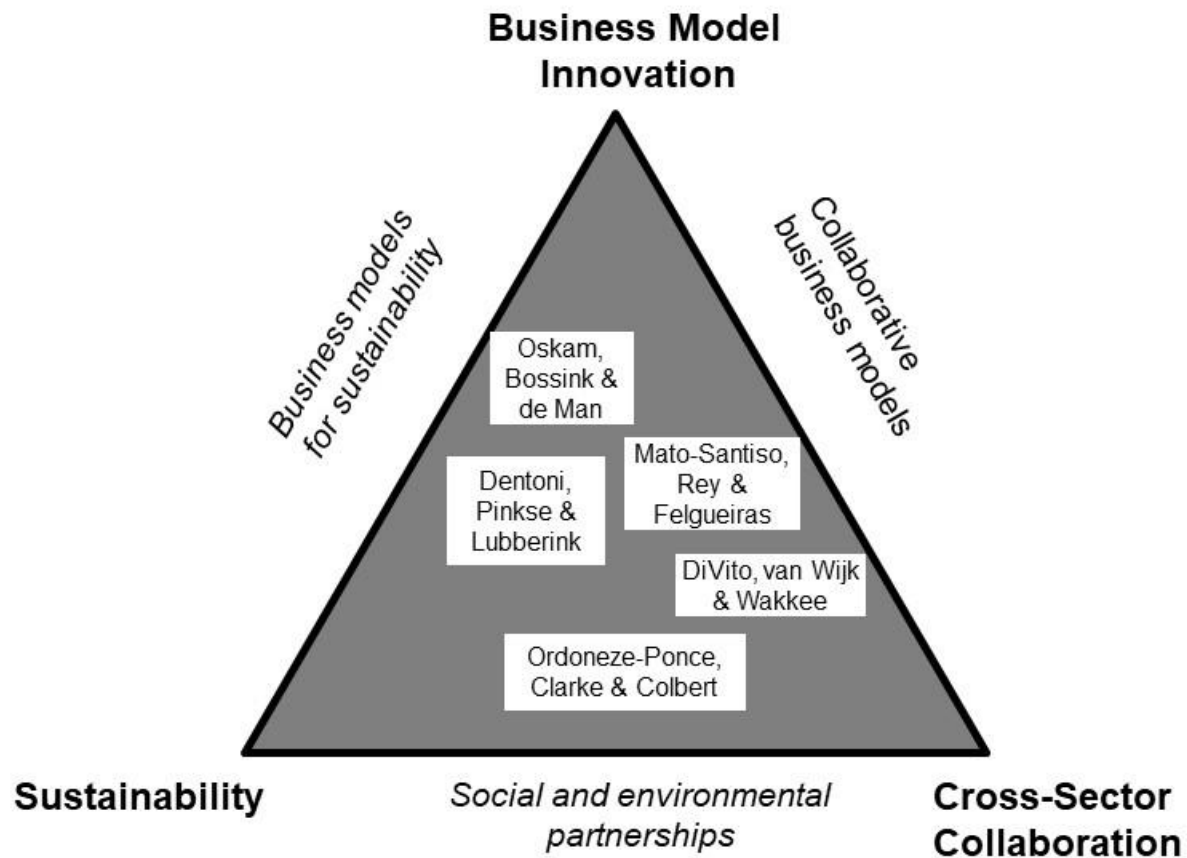 Business Model
Innovation
Business models
for sustainability
Collaborative
business models
Oskam,
Bossink &
de Man
Mato-Santiso,
Rey &
Felgueiras
Dentoni,
Pinkse &
Lubberink
DiVito, van Wijk
& Wakkee
Ordoneze-Ponce,
Clarke & Colbert
Sustainability
Social and environmental
partnerships
Cross-Sector
Collaboration